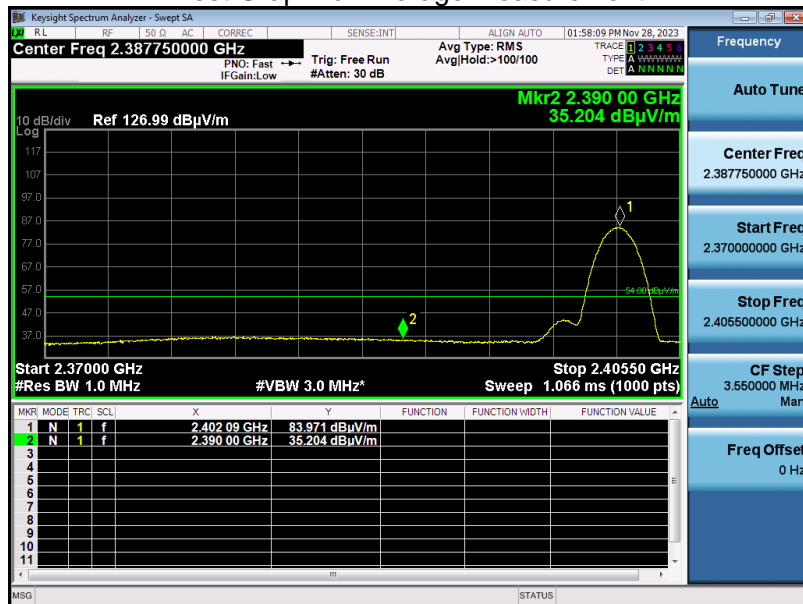 Keysight Spectrum Analyzer - Swept SA
RL RF 50 Ω AC CORREC SENSE:INT ALIGN AUTO 01:58:09 PM Nov 28, 2023
Center Freq 2.387750000 GHz
PNO: Fast
IFGain:Low
Trig: Free Run
#Atten: 30 dB
Avg Type: RMS
Avg|Hold:>100/100
TRACE 1 2 3 4 5 6
TYPE A WWWWW
DET A N N N N N
Mkr2 2.390 00 GHz
35.204 dBµV/m
10 dB/div Ref 126.99 dBµV/m
Log
117
107
97.0
87.0
77.0
67.0
57.0
47.0
37.0
1
2
54.00 dBµV/m
Start 2.37000 GHz Stop 2.40550 GHz
#Res BW 1.0 MHz #VBW 3.0 MHz* Sweep 1.066 ms (1000 pts)
MKR MODE TRC SCL X Y FUNCTION FUNCTION WIDTH FUNCTION VALUE
1 N 1 f 2.402 09 GHz 83.971 dBµV/m
2 N 1 f 2.390 00 GHz 35.204 dBµV/m
3
4
5
6
7
8
9
10
11
MSG STATUS
Frequency
Auto Tune
Center Freq
2.387750000 GHz
Start Freq
2.370000000 GHz
Stop Freq
2.405500000 GHz
CF Step
3.550000 MHz
Auto Man
Freq Offset
0 Hz